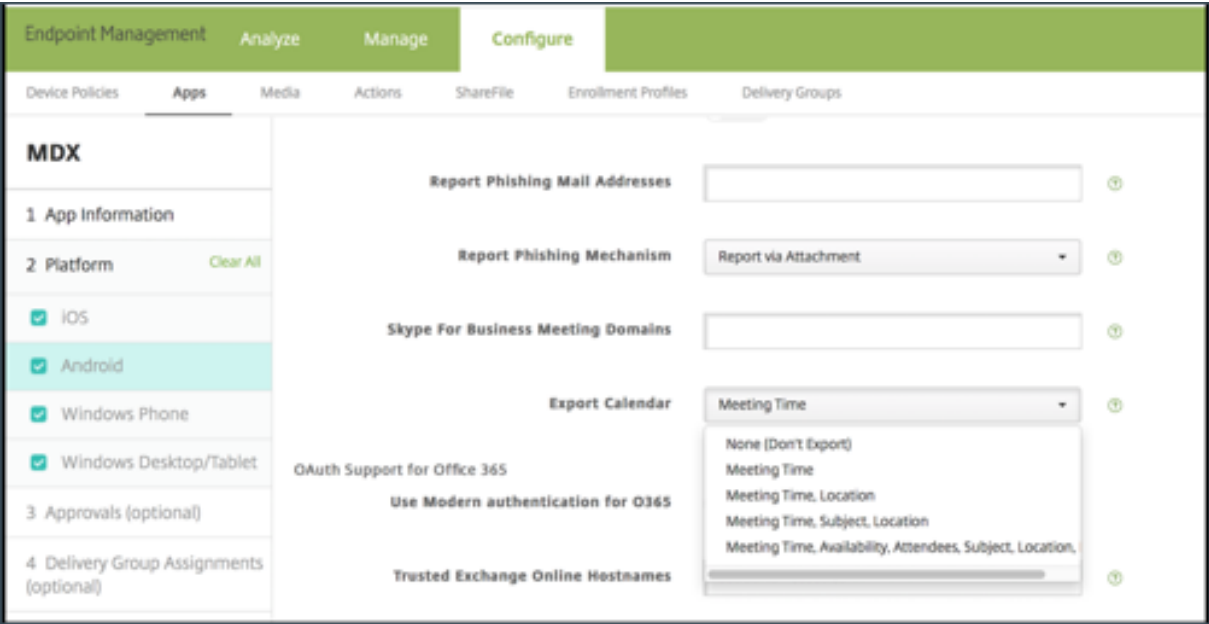 Endpoint Management Analyze Manage Configure
Device Policies Apps Media Actions ShareFile Enrollment Profiles Delivery Groups
MDX
1 App Information
2 Platform Clear All
iOS
Android
Windows Phone
Windows Desktop/Tablet
3 Approvals (optional)
4 Delivery Group Assignments
(optional)
Report Phishing Mail Addresses
Report Phishing Mechanism Report via Attachment
Skype For Business Meeting Domains
Export Calendar Meeting Time
None (Don't Export)
Meeting Time
Meeting Time, Location
Meeting Time, Subject, Location
Meeting Time, Availability, Attendees, Subject, Location,
OAuth Support for Office 365
Use Modern authentication for O365
Trusted Exchange Online Hostnames